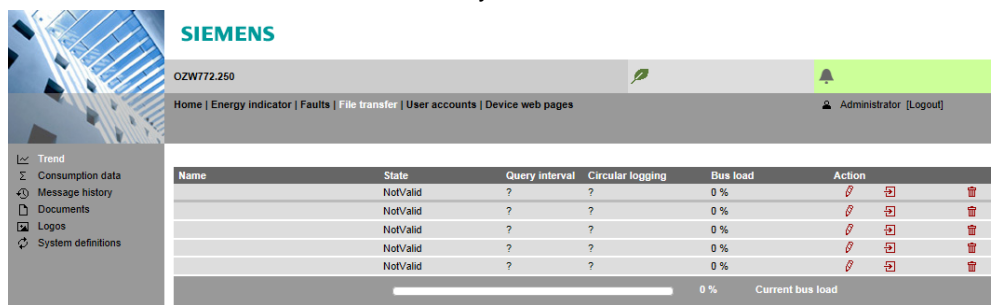 SIEMENS
OZW772.250
Home | Energy indicator | Faults | File transfer | User accounts | Device web pages
Administrator [Logout]
Trend
Consumption data
Message history
Documents
Logos
System definitions
Name State Query interval Circular logging Bus load Action
NotValid ? ? 0 %
NotValid ? ? 0 %
NotValid ? ? 0 %
NotValid ? ? 0 %
NotValid ? ? 0 %
0 % Current bus load